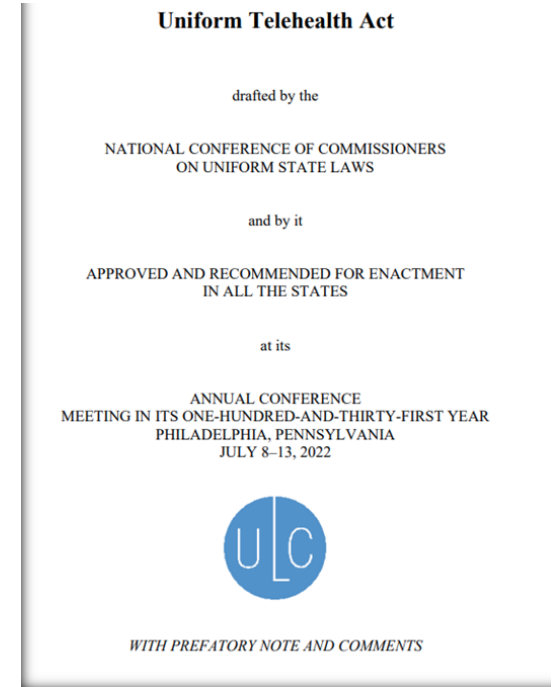 Uniform Telehealth Act
drafted by the
NATIONAL CONFERENCE OF COMMISSIONERS
ON UNIFORM STATE LAWS
and by it
APPROVED AND RECOMMENDED FOR ENACTMENT
IN ALL THE STATES
at its
ANNUAL CONFERENCE
MEETING IN ITS ONE-HUNDRED-AND-THIRTY-FIRST YEAR
PHILADELPHIA, PENNSYLVANIA
JULY 8–13, 2022
ULC
WITH PREFATORY NOTE AND COMMENTS